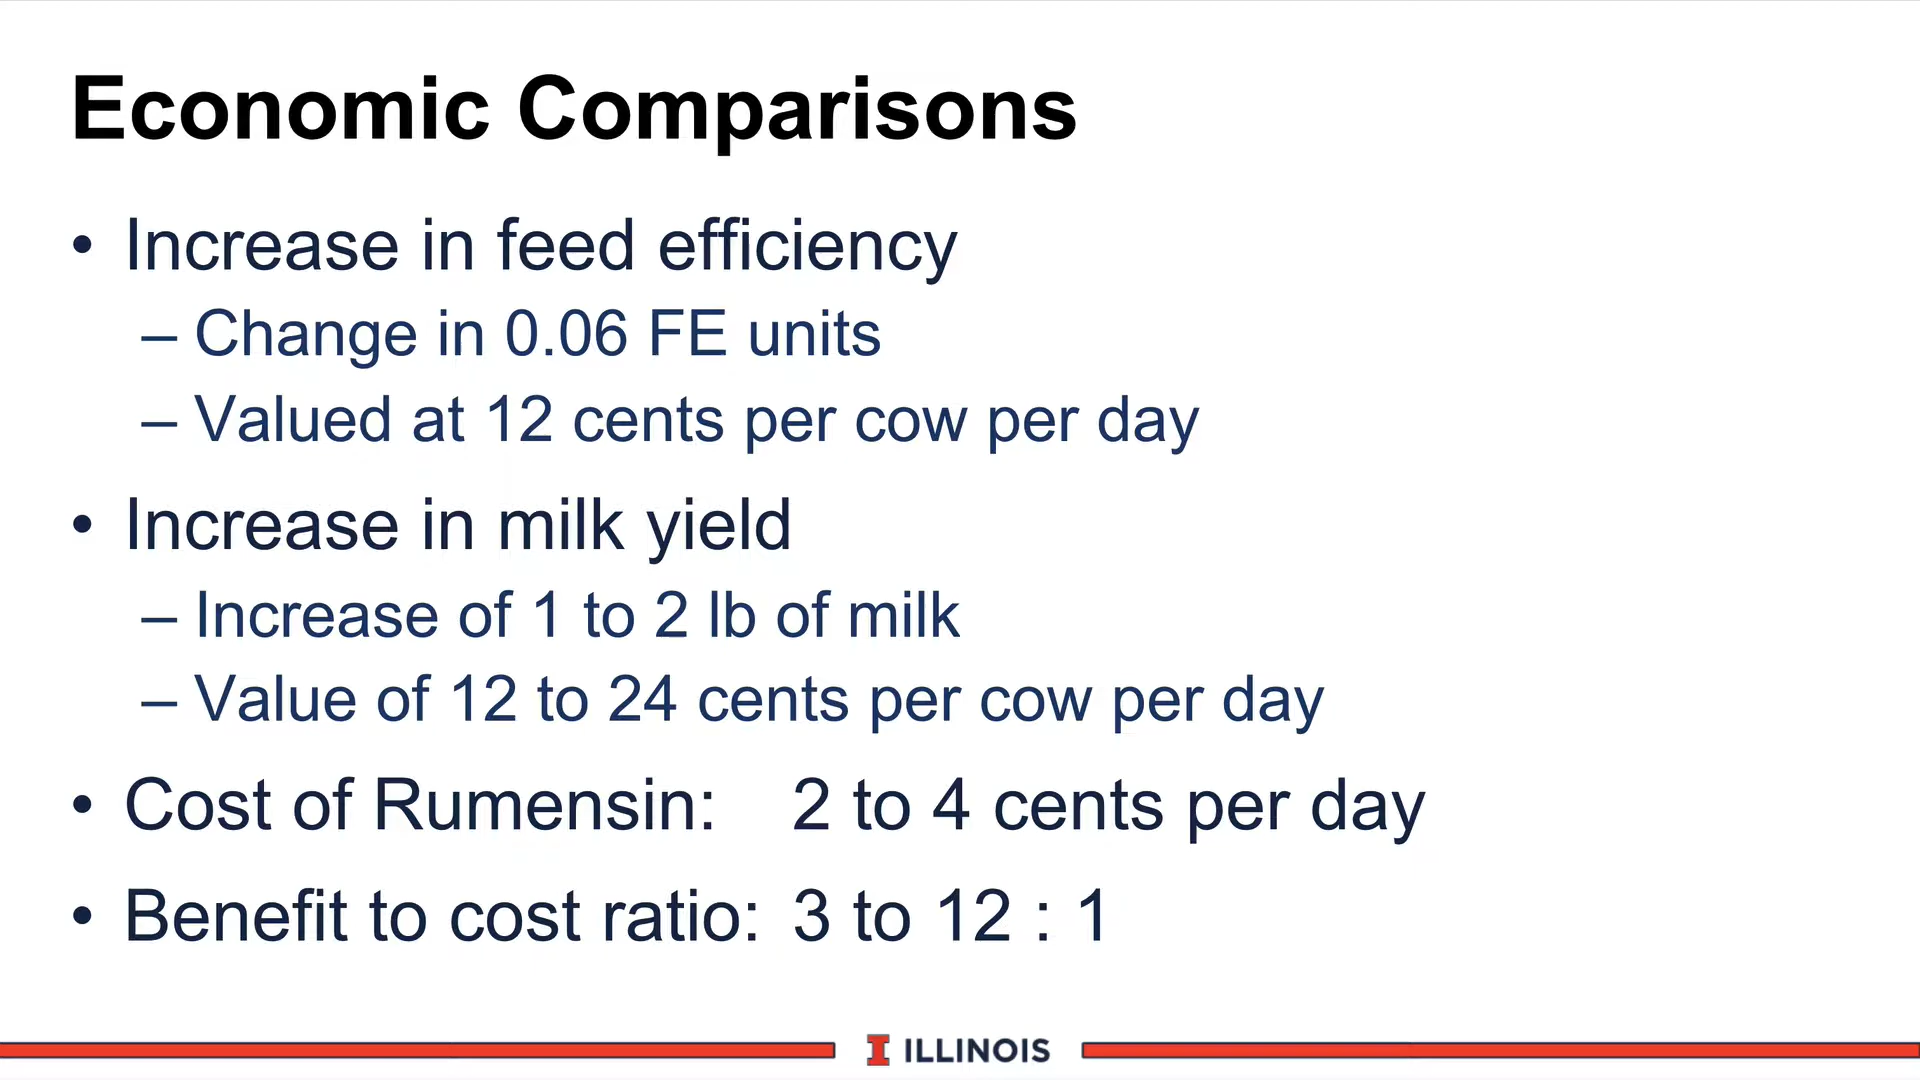 Economic Comparisons
• Increase in feed efficiency
– Change in 0.06 FE units
– Valued at 12 cents per cow per day
• Increase in milk yield
– Increase of 1 to 2 lb of milk
– Value of 12 to 24 cents per cow per day
• Cost of Rumensin: 2 to 4 cents per day
• Benefit to cost ratio: 3 to 12 : 1
I ILLINOIS